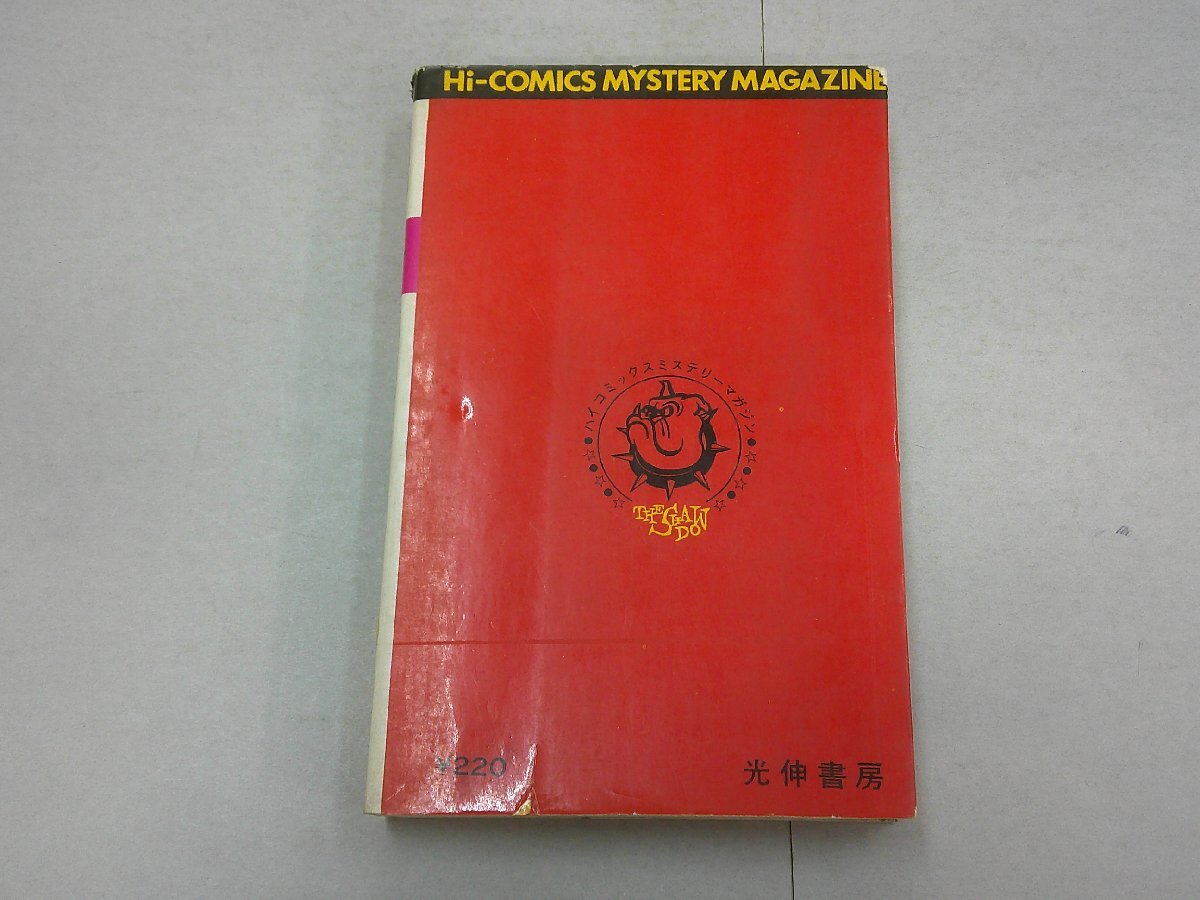 Hi-COMICS MYSTERY MAGAZINE
ハイコミックスミステリーマガジン
THE SHADOW
¥220
光伸書房